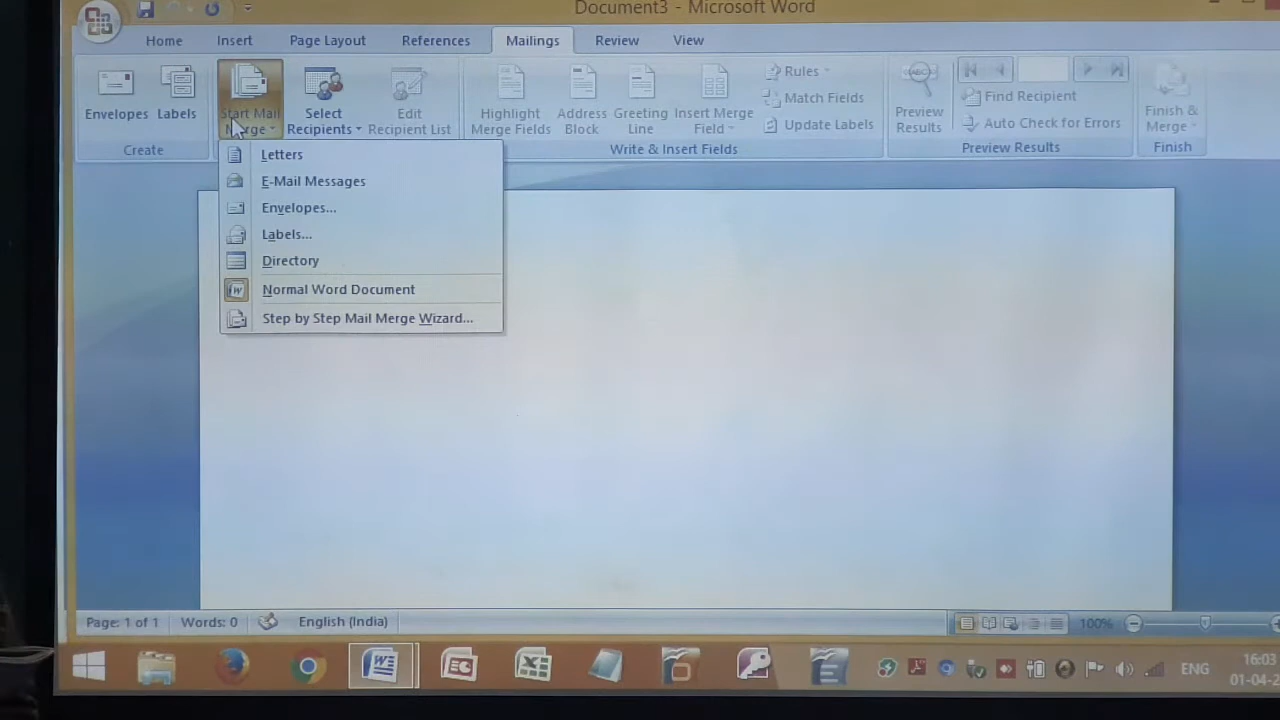 Document3 - Microsoft Word
Home Insert Page Layout References Mailings Review View
Envelopes Labels Start Mail Merge Select Recipients Edit Recipient List Highlight Merge Fields Address Block Greeting Line Insert Merge Field Rules Match Fields Update Labels Preview Results Find Recipient Auto Check for Errors Finish & Merge
Create Write & Insert Fields Preview Results Finish
Letters
E-Mail Messages
Envelopes...
Labels...
Directory
Normal Word Document
Step by Step Mail Merge Wizard...
Page: 1 of 1 Words: 0 English (India) 100%
ENG 16:03